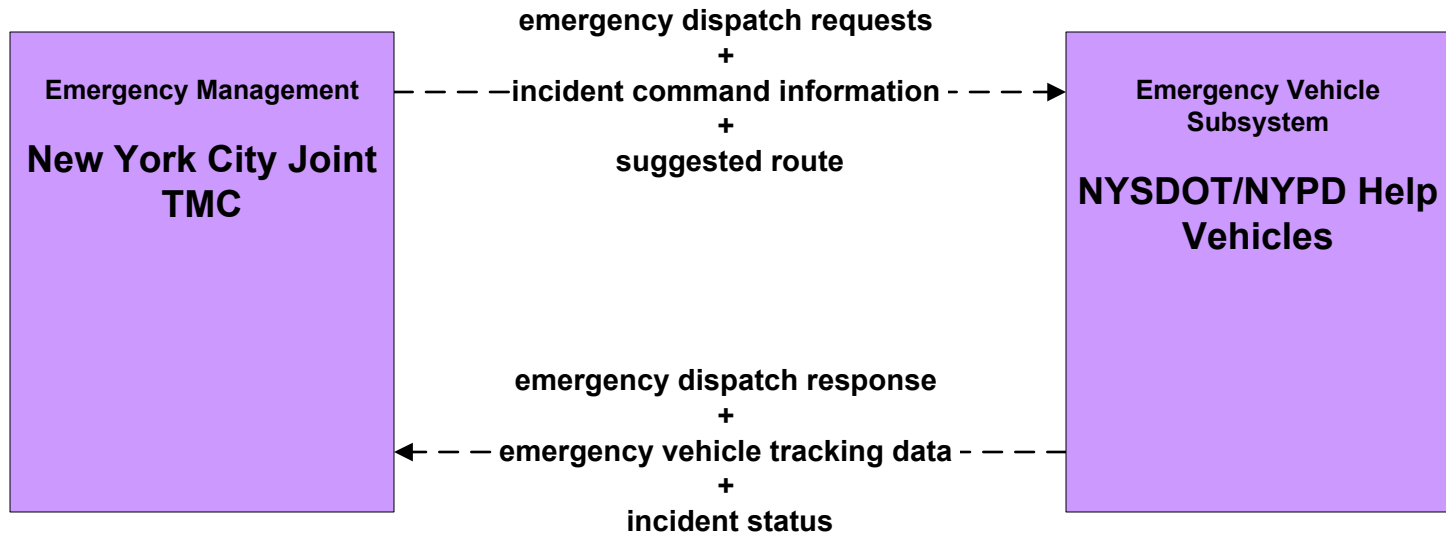 Emergency Management
New York City Joint
TMC
emergency dispatch requests
+
incident command information
+
suggested route
Emergency Vehicle
Subsystem
NYSDOT/NYPD Help
Vehicles
emergency dispatch response
+
emergency vehicle tracking data
+
incident status